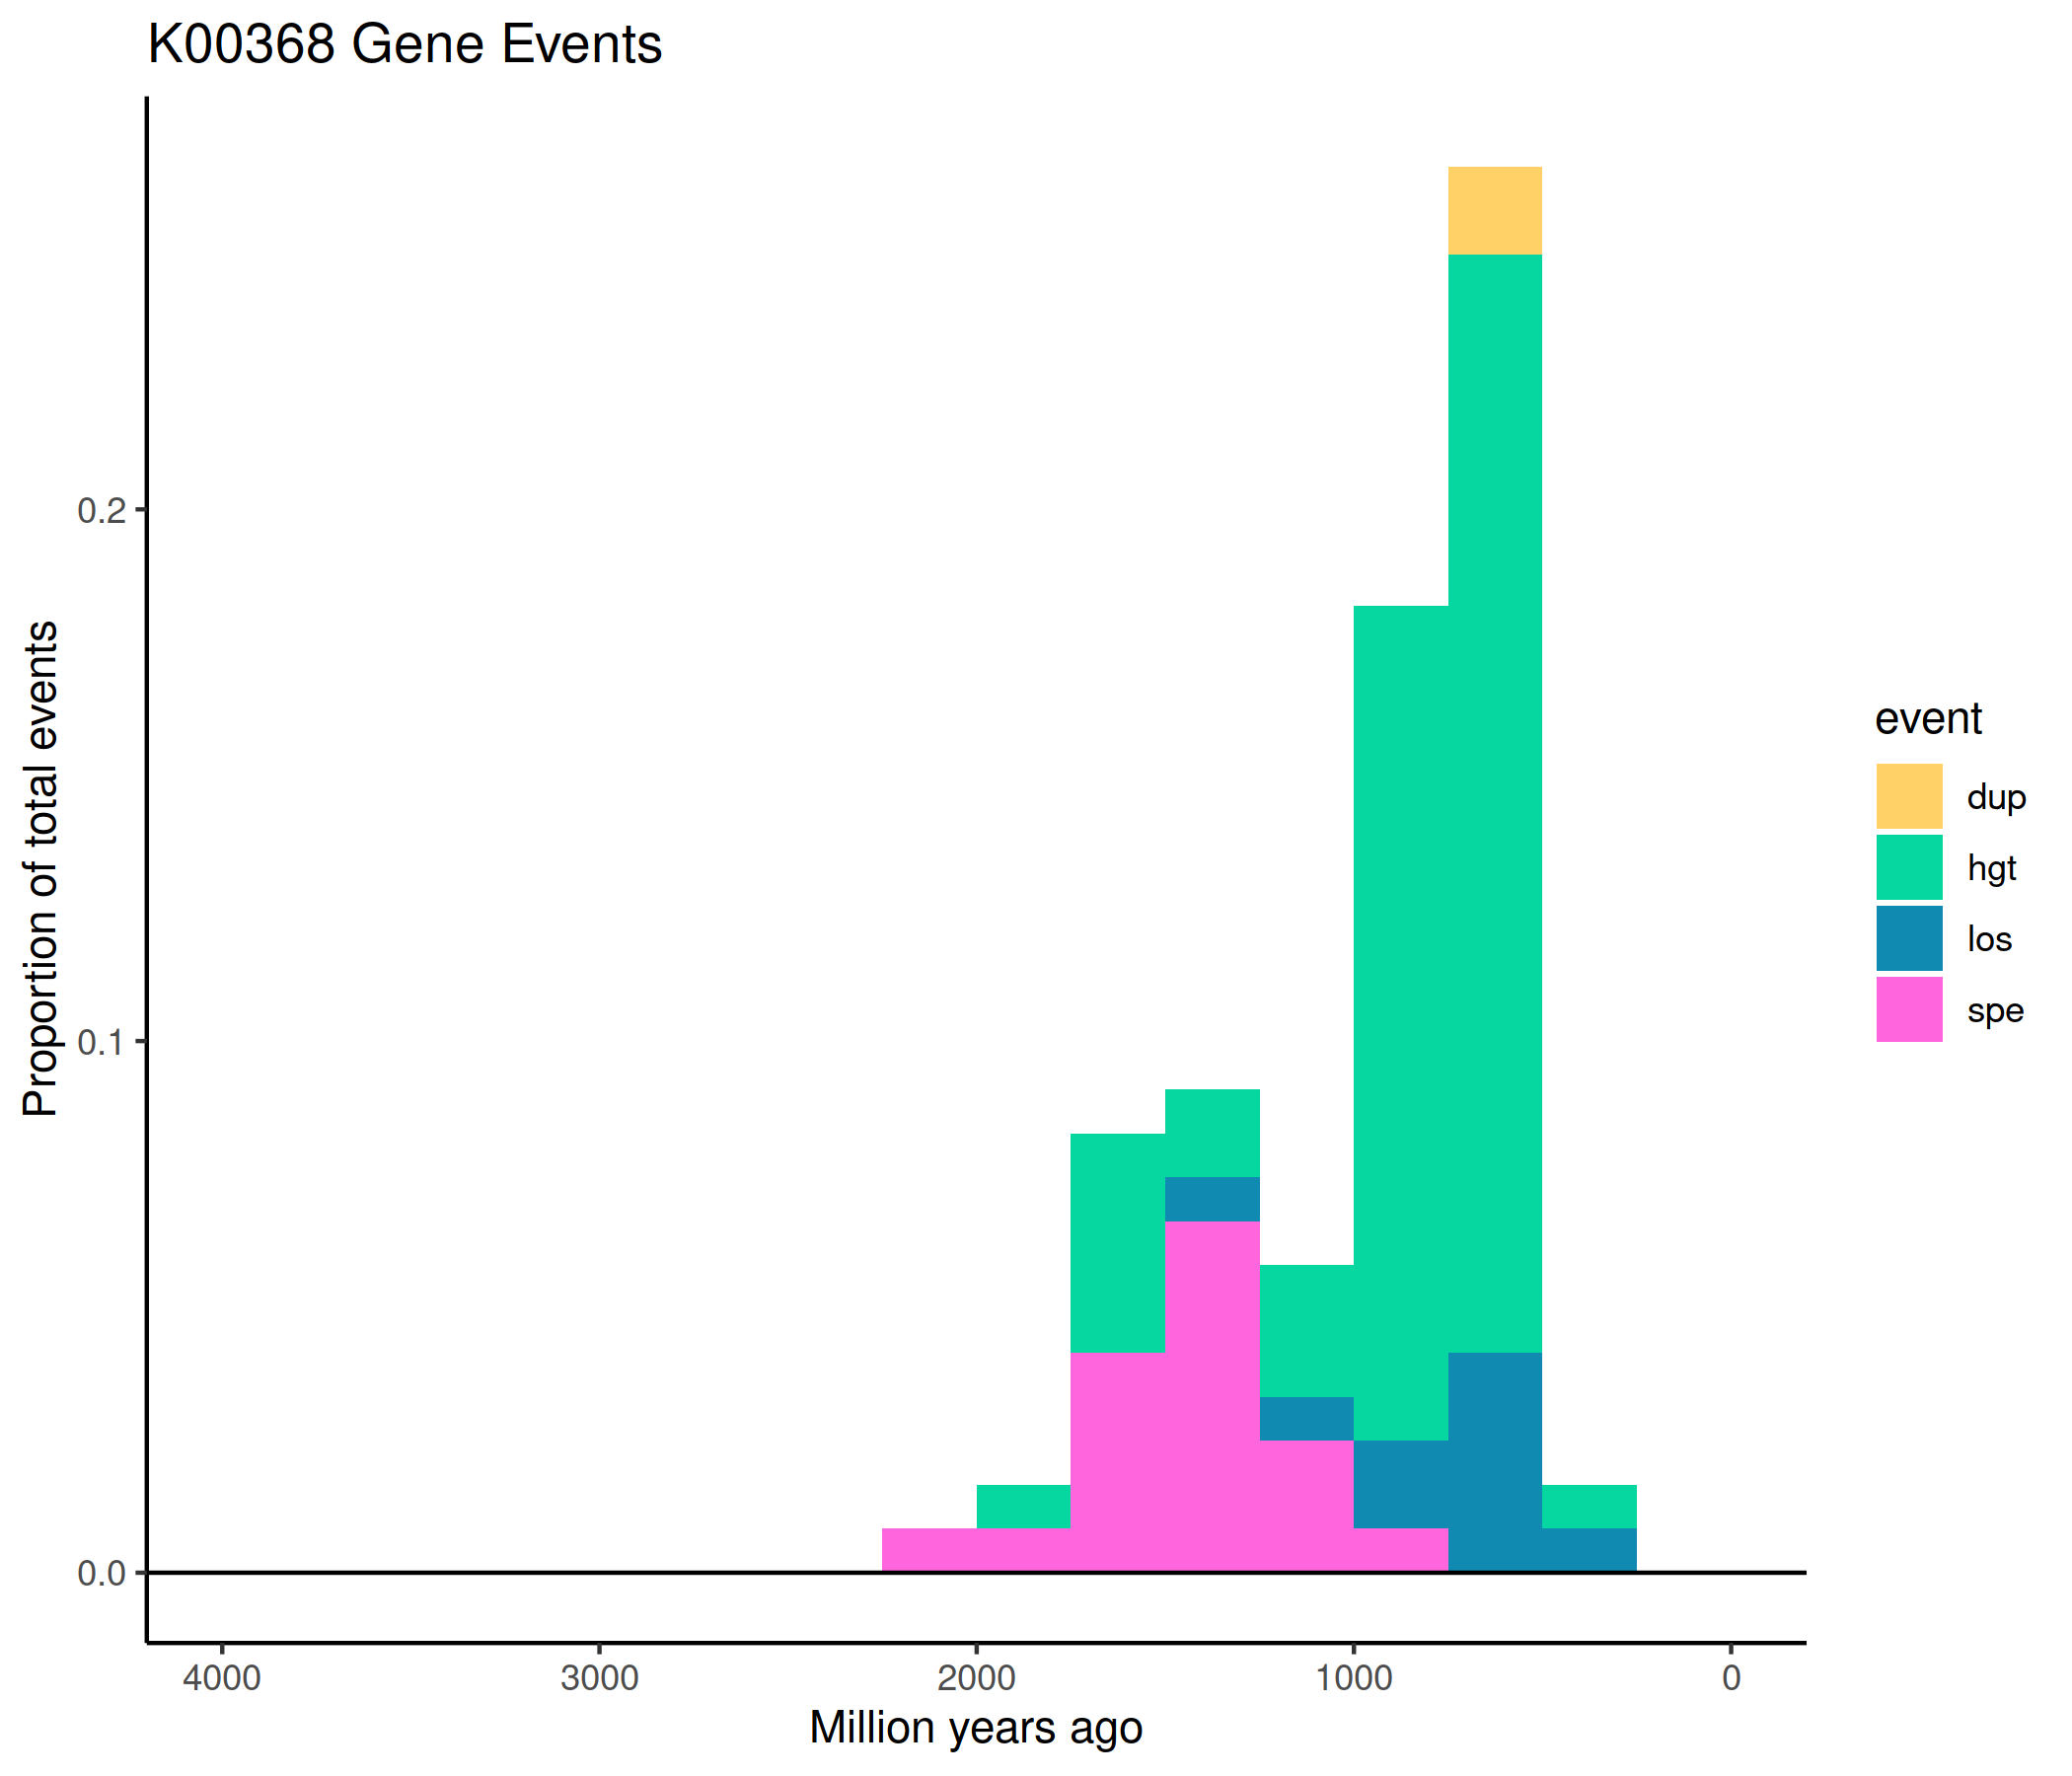 K00368 Gene Events
Proportion of total events
0.2
0.1
0.0
4000 3000 2000 1000 0
Million years ago
event
dup
hgt
los
spe